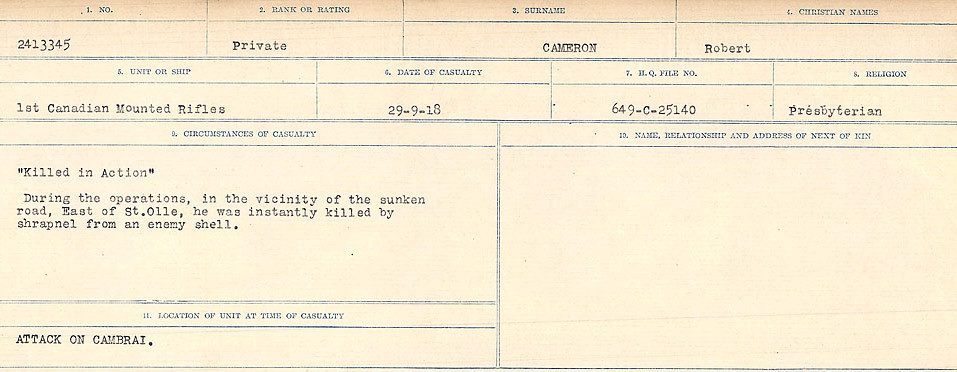 1. NO. 2. RANK OR RATING 3. SURNAME 4. CHRISTIAN NAMES
2413345 Private CAMERON Robert
5. UNIT OR SHIP 6. DATE OF CASUALTY 7. H.Q. FILE NO. 8. RELIGION
1st Canadian Mounted Rifles 29-9-18 649-C-25140 Presbyterian
9. CIRCUMSTANCES OF CASUALTY 10. NAME, RELATIONSHIP AND ADDRESS OF NEXT OF KIN
"Killed in Action"
During the operations, in the vicinity of the sunken
road, East of St.Olle, he was instantly killed by
shrapnel from an enemy shell.
11. LOCATION OF UNIT AT TIME OF CASUALTY
ATTACK ON CAMBRAI.